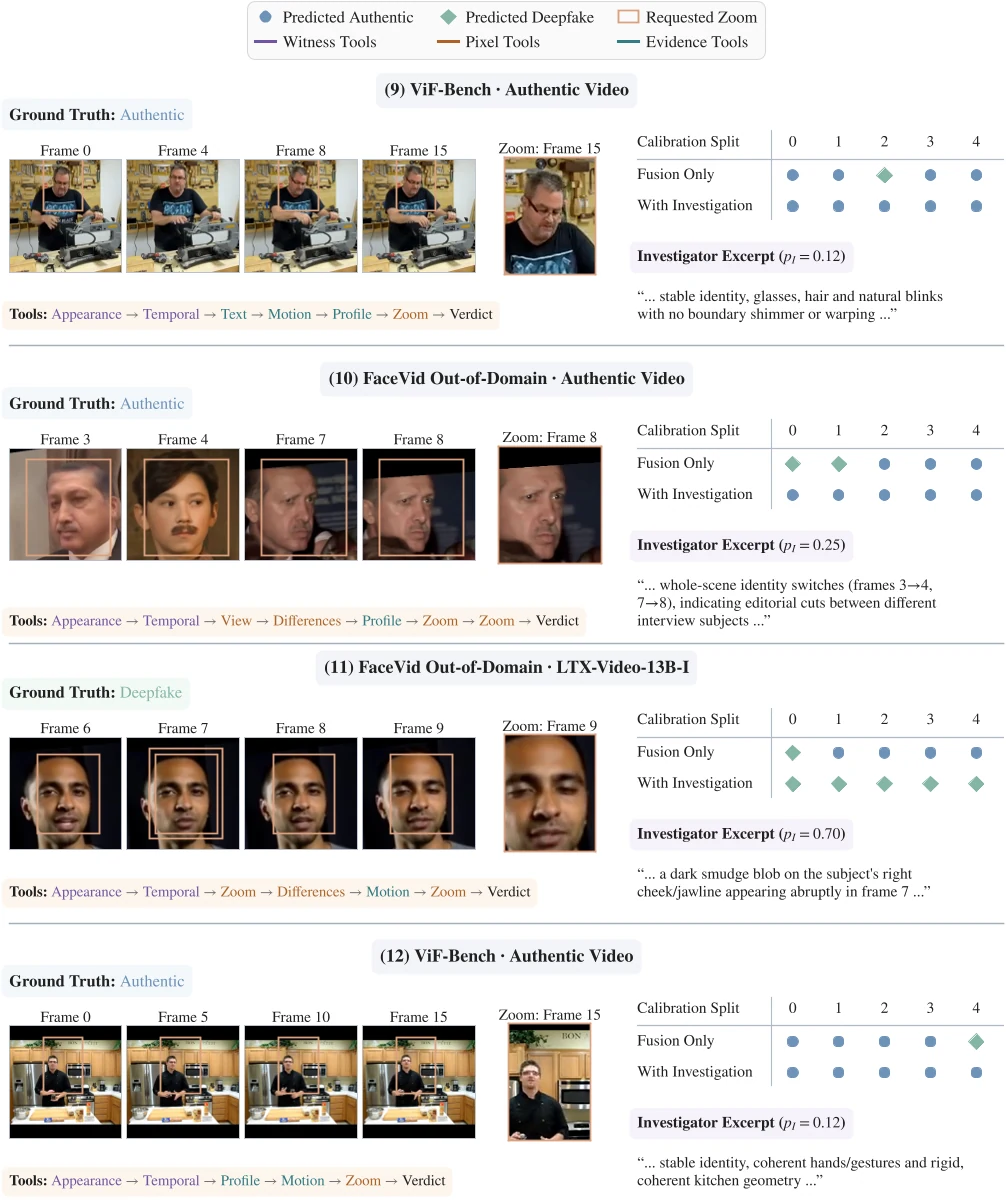 Predicted Authentic Predicted Deepfake Requested Zoom
Witness Tools Pixel Tools Evidence Tools
(9) ViF-Bench · Authentic Video
Ground Truth: Authentic
Frame 0 Frame 4 Frame 8 Frame 15 Zoom: Frame 15
Calibration Split 0 1 2 3 4
Fusion Only
With Investigation
Investigator Excerpt (p_I = 0.12)
“... stable identity, glasses, hair and natural blinks
with no boundary shimmer or warping ...”
Tools: Appearance → Temporal → Text → Motion → Profile → Zoom → Verdict
(10) FaceVid Out-of-Domain · Authentic Video
Ground Truth: Authentic
Frame 3 Frame 4 Frame 7 Frame 8 Zoom: Frame 8
Calibration Split 0 1 2 3 4
Fusion Only
With Investigation
Investigator Excerpt (p_I = 0.25)
“... whole-scene identity switches (frames 3→4,
7→8), indicating editorial cuts between different
interview subjects ...”
Tools: Appearance → Temporal → View → Differences → Profile → Zoom → Zoom → Verdict
(11) FaceVid Out-of-Domain · LTX-Video-13B-I
Ground Truth: Deepfake
Frame 6 Frame 7 Frame 8 Frame 9 Zoom: Frame 9
Calibration Split 0 1 2 3 4
Fusion Only
With Investigation
Investigator Excerpt (p_I = 0.70)
“... a dark smudge blob on the subject's right
cheek/jawline appearing abruptly in frame 7 ...”
Tools: Appearance → Temporal → Zoom → Differences → Motion → Zoom → Verdict
(12) ViF-Bench · Authentic Video
Ground Truth: Authentic
Frame 0 Frame 5 Frame 10 Frame 15 Zoom: Frame 15
BON
Calibration Split 0 1 2 3 4
Fusion Only
With Investigation
Investigator Excerpt (p_I = 0.12)
“... stable identity, coherent hands/gestures and rigid,
coherent kitchen geometry ...”
Tools: Appearance → Temporal → Profile → Motion → Zoom → Verdict